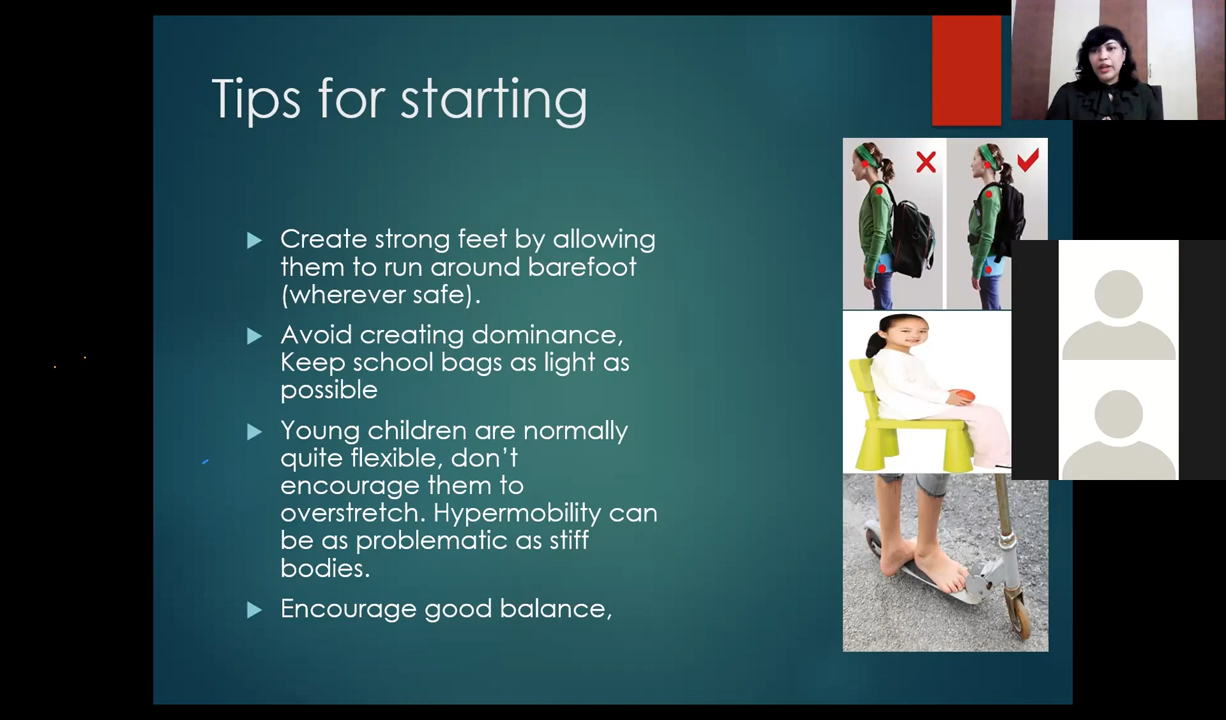 Tips for starting
Create strong feet by allowing
them to run around barefoot
(wherever safe).
Avoid creating dominance,
Keep school bags as light as
possible
Young children are normally
quite flexible, don't
encourage them to
overstretch. Hypermobility can
be as problematic as stiff
bodies.
Encourage good balance,